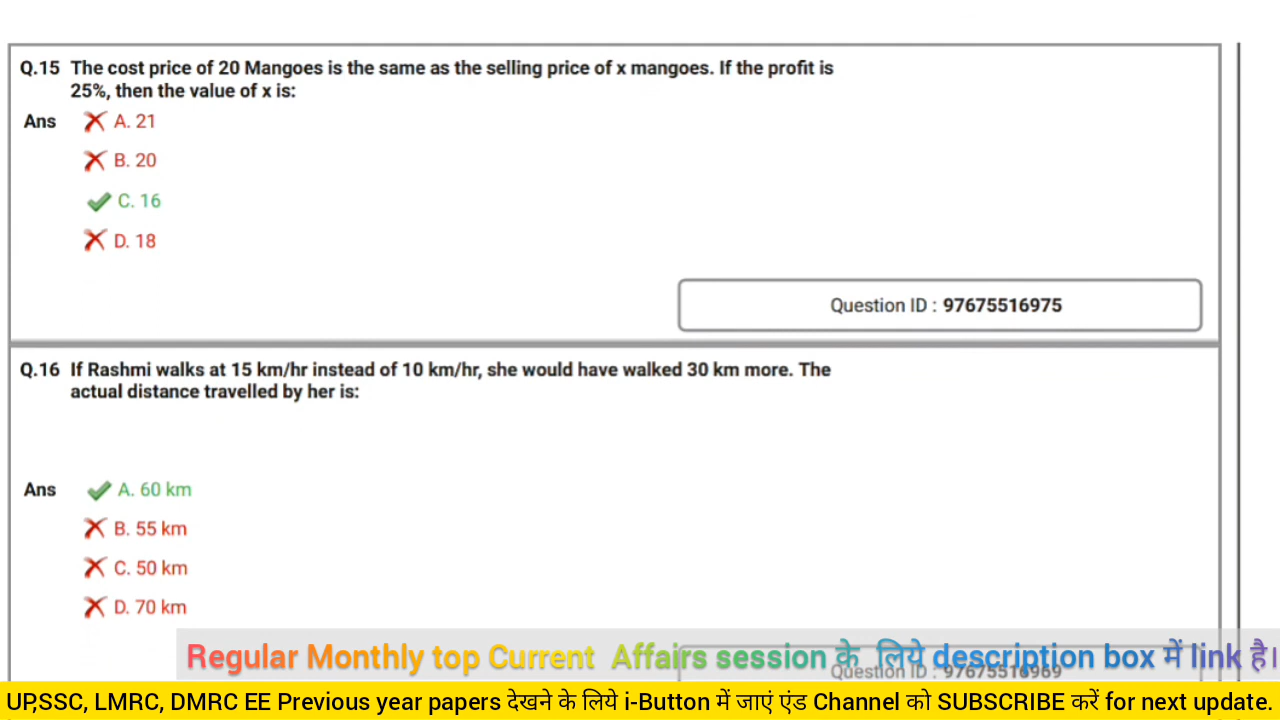 Q.15 The cost price of 20 Mangoes is the same as the selling price of x mangoes. If the profit is
25%, then the value of x is:
Ans A. 21
B. 20
C. 16
D. 18
Question ID : 97675516975
Q.16 If Rashmi walks at 15 km/hr instead of 10 km/hr, she would have walked 30 km more. The
actual distance travelled by her is:
Ans A. 60 km
B. 55 km
C. 50 km
D. 70 km
Regular Monthly top Current Affairs session के लिये description box में link है।
Question ID : 97675516969
UP,SSC, LMRC, DMRC EE Previous year papers देखने के लिये i-Button में जाएं एंड Channel को SUBSCRIBE करें for next update.